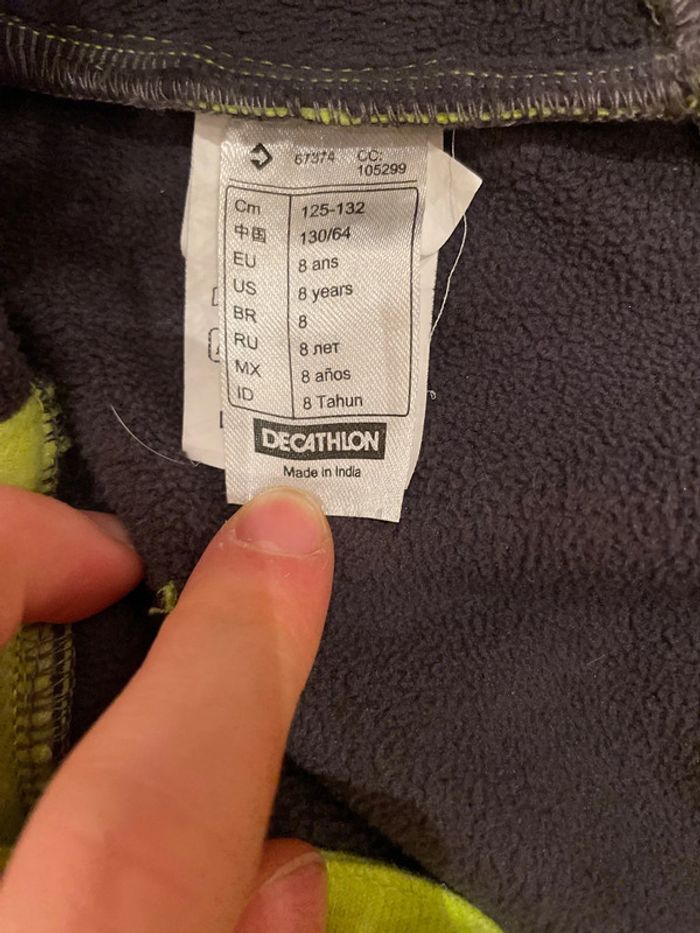 67374 CC:
105299
Cm 125-132
中国 130/64
EU 8 ans
US 8 years
BR 8
RU 8 лет
MX 8 años
ID 8 Tahun
DECATHLON
Made in India